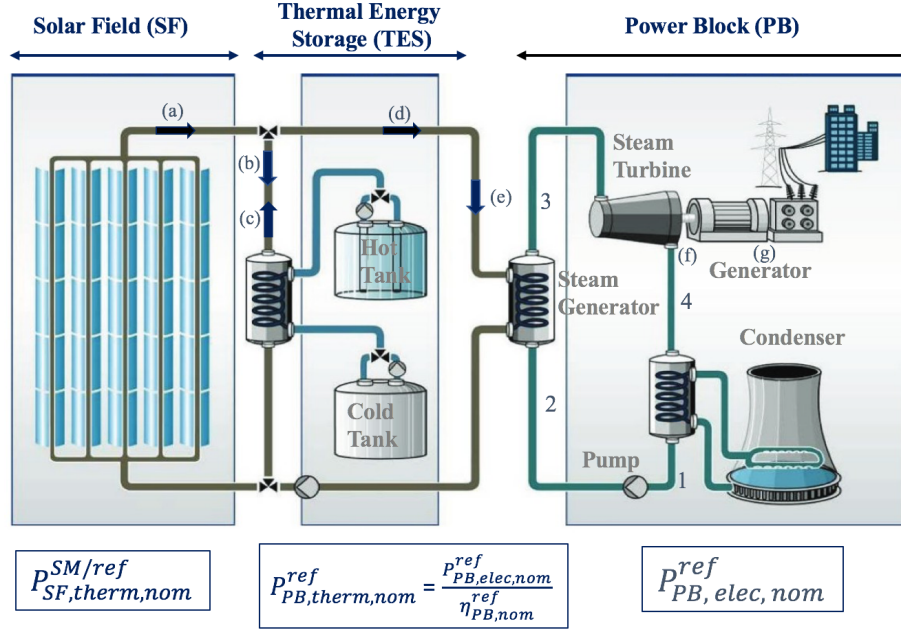 Solar Field (SF)
Thermal Energy
Storage (TES)
Power Block (PB)
(a)
(d)
(b)
(c)
(e)
3
Steam
Turbine
Hot
Tank
(f)
(g)
Generator
Steam
Generator
4
Condenser
2
Cold
Tank
Pump
1
P_{SF,therm,nom}^{SM/ref}
P_{PB,therm,nom}^{ref} = \frac{P_{PB,elec,nom}^{ref}}{η_{PB,nom}^{ref}}
P_{PB, elec, nom}^{ref}